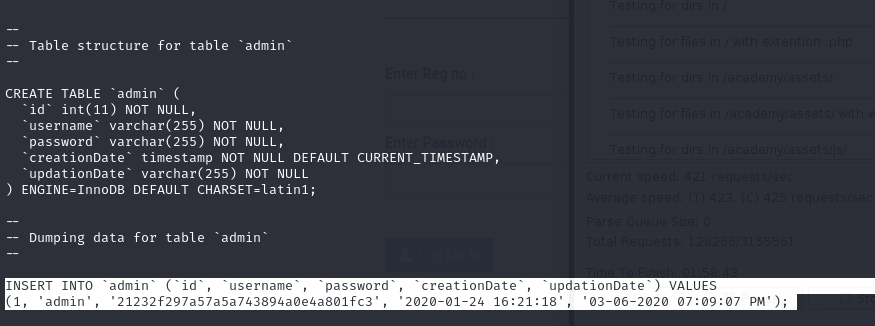 --
-- Table structure for table `admin`
--
CREATE TABLE `admin` (
  `id` int(11) NOT NULL,
  `username` varchar(255) NOT NULL,
  `password` varchar(255) NOT NULL,
  `creationDate` timestamp NOT NULL DEFAULT CURRENT_TIMESTAMP,
  `updationDate` varchar(255) NOT NULL
) ENGINE=InnoDB DEFAULT CHARSET=latin1;
--
-- Dumping data for table `admin`
--
INSERT INTO `admin` (`id`, `username`, `password`, `creationDate`, `updationDate`) VALUES
(1, 'admin', '21232f297a57a5a743894a0e4a801fc3', '2020-01-24 16:21:18', '03-06-2020 07:09:07 PM');
Enter Reg no :
Enter Password :
Log Me In
Testing for dirs in /
Testing for files in / with extention .php
Testing for dirs in /academy/assets/
Testing for files in /academy/assets/ with e
Testing for dirs in /academy/assets/js/
Current speed: 421 requests/sec
Average speed: (T) 423, (C) 425 requests/sec
Parse Queue Size: 0
Total Requests: 128266/3155561
Time To Finish: 01:58:43